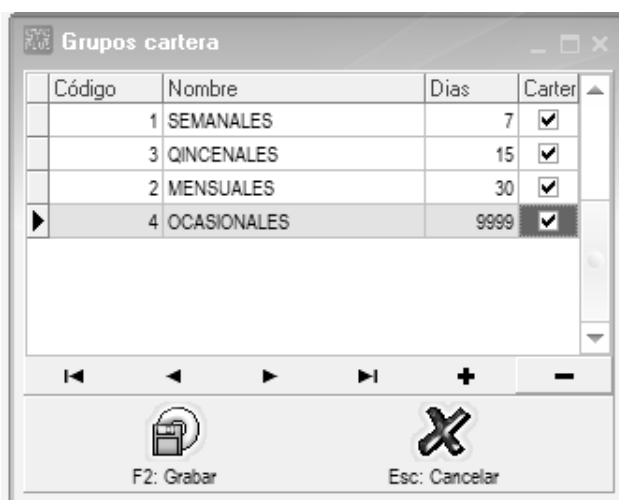 Grupos cartera
Código Nombre Dias Carter
1 SEMANALES 7
3 QINCENALES 15
2 MENSUALES 30
4 OCASIONALES 9999
F2: Grabar Esc: Cancelar